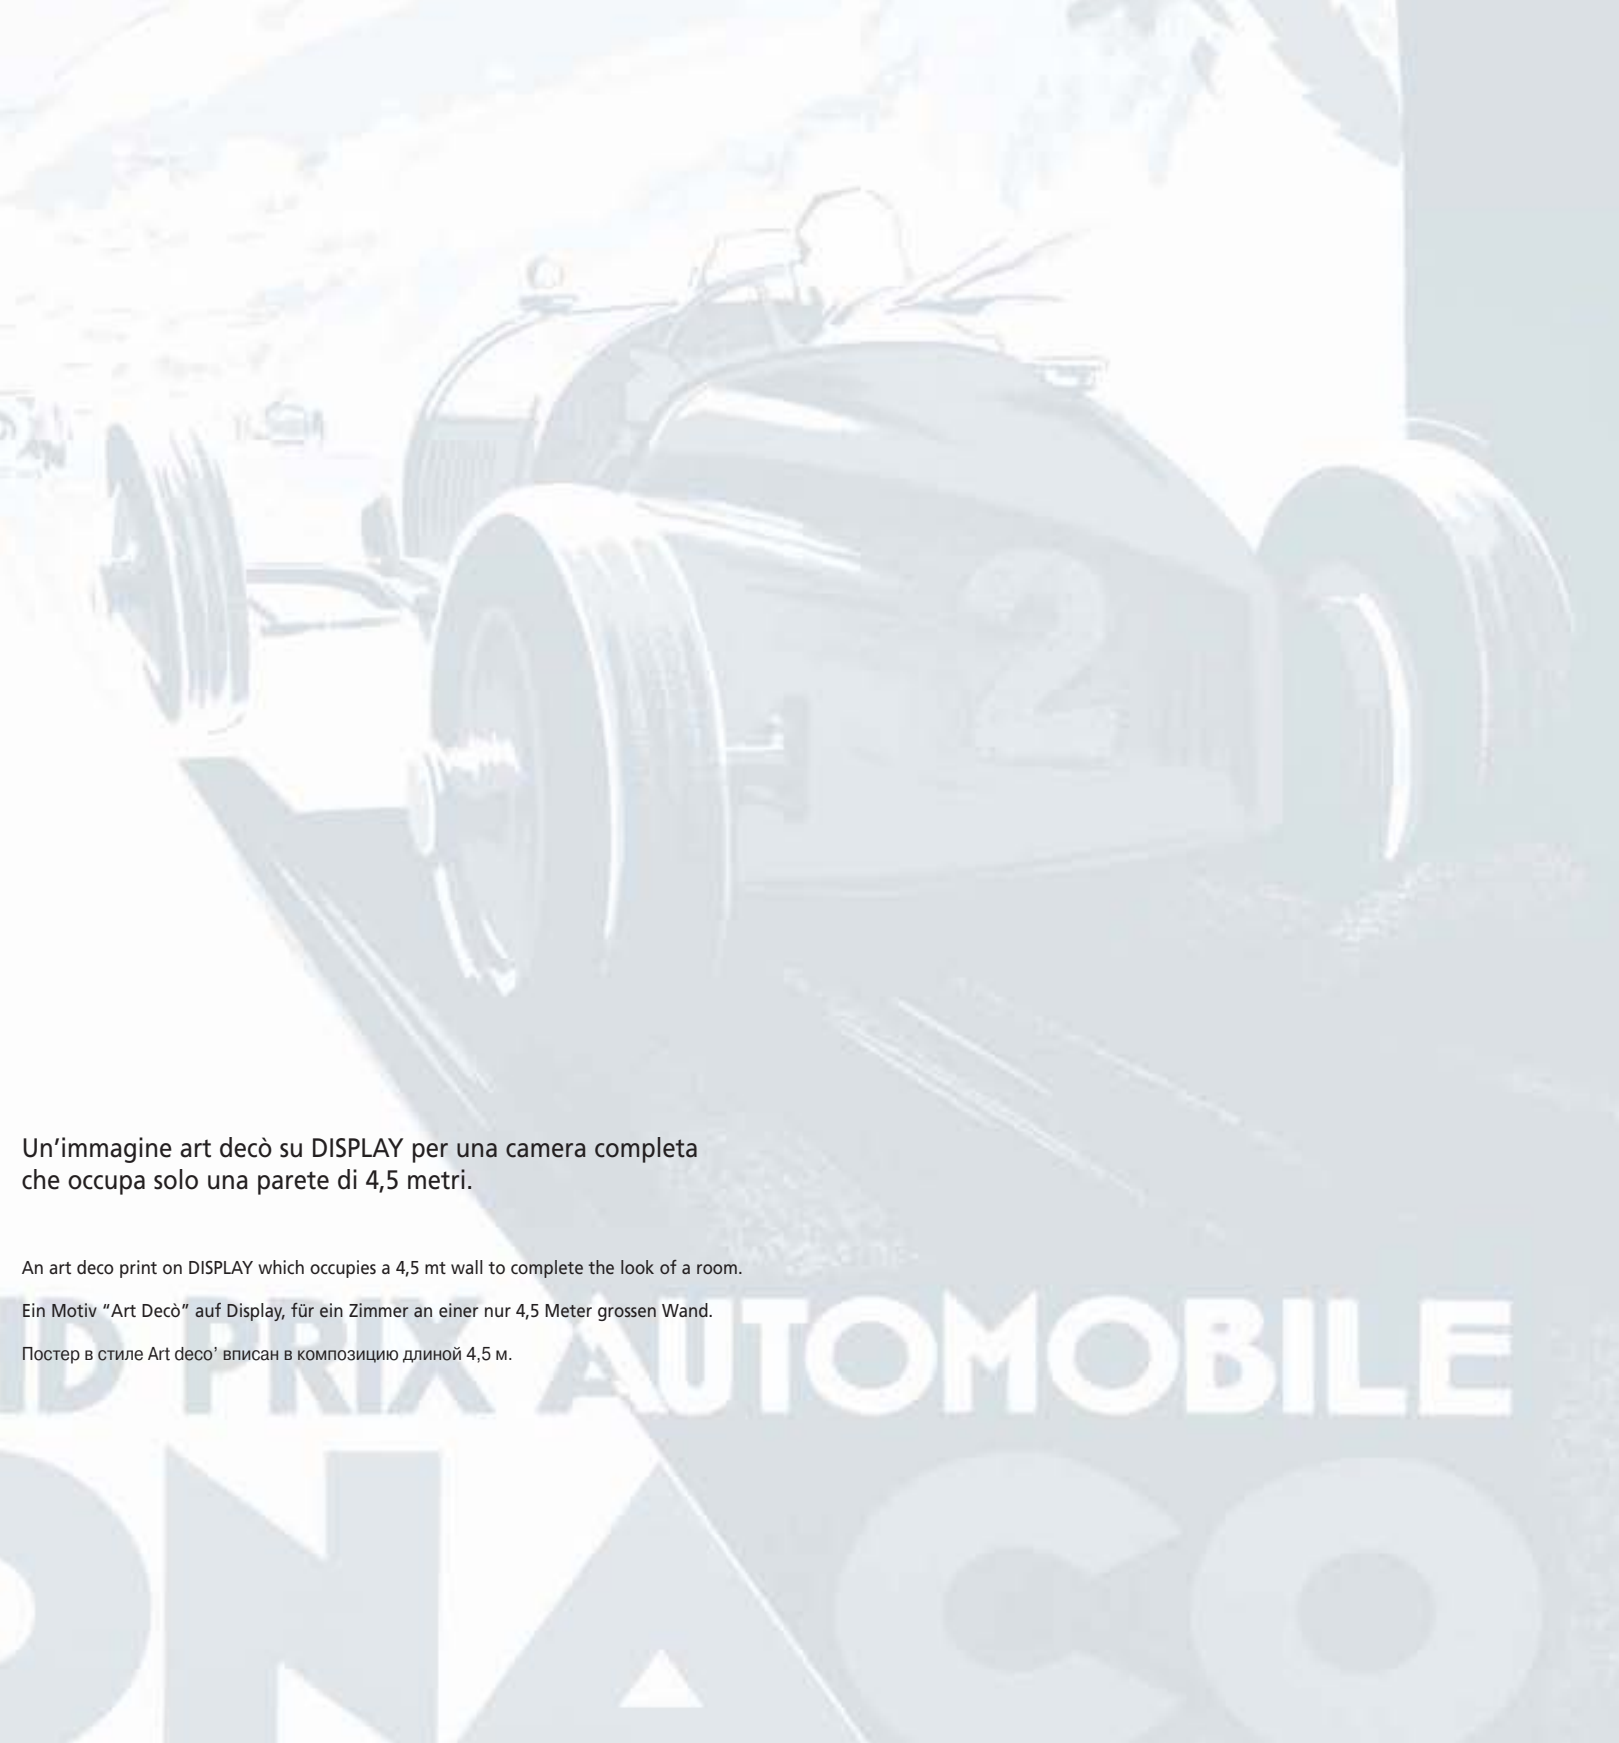 2
Un’immagine art decò su DISPLAY per una camera completa
che occupa solo una parete di 4,5 metri.
An art deco print on DISPLAY which occupies a 4,5 mt wall to complete the look of a room.
Ein Motiv “Art Decò” auf Display, für ein Zimmer an einer nur 4,5 Meter grossen Wand.
Постер в стиле Art deco’ вписан в композицию длиной 4,5 м.
ND PRIX AUTOMOBILE
ONACO